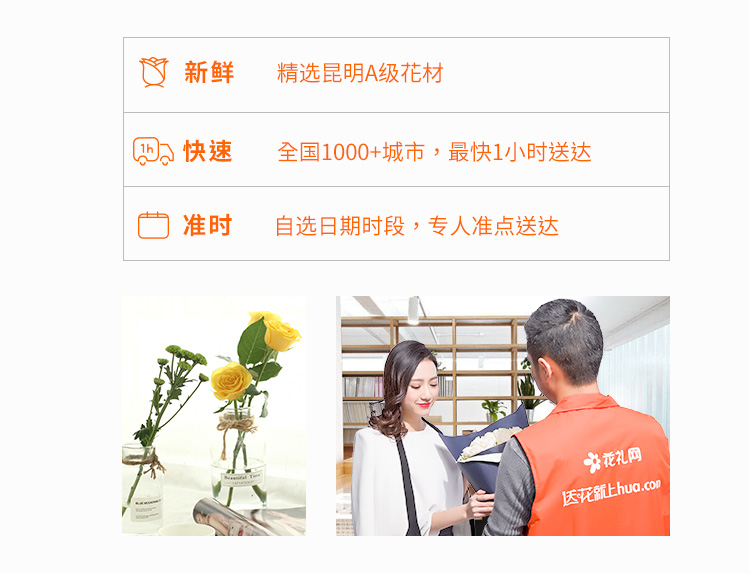 新鲜 精选昆明A级花材
1h 快速 全国1000+城市，最快1小时送达
准时 自选日期时段，专人准点送达
Beautiful
花礼网
送花就上hua.com